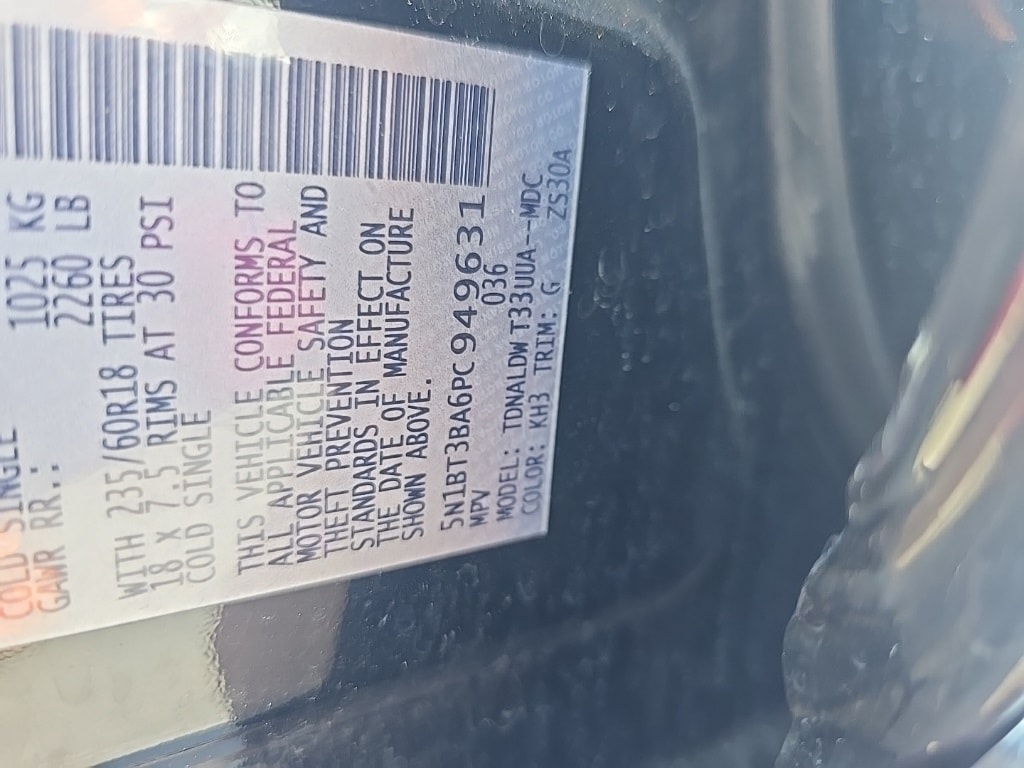 COLD SINGLE
GAWR RR.: 1025 KG
2260 LB
WITH 235/60R18 TIRES
18 X 7.5 RIMS AT 30 PSI
COLD SINGLE
THIS VEHICLE CONFORMS TO
ALL APPLICABLE FEDERAL
MOTOR VEHICLE SAFETY AND
THEFT PREVENTION
STANDARDS IN EFFECT ON
THE DATE OF MANUFACTURE
SHOWN ABOVE.
5N1BT3BA6PC949631
MPV 036
MODEL: TDNALDWT33UUA--MDC
COLOR: KH3 TRIM: G ZS30A